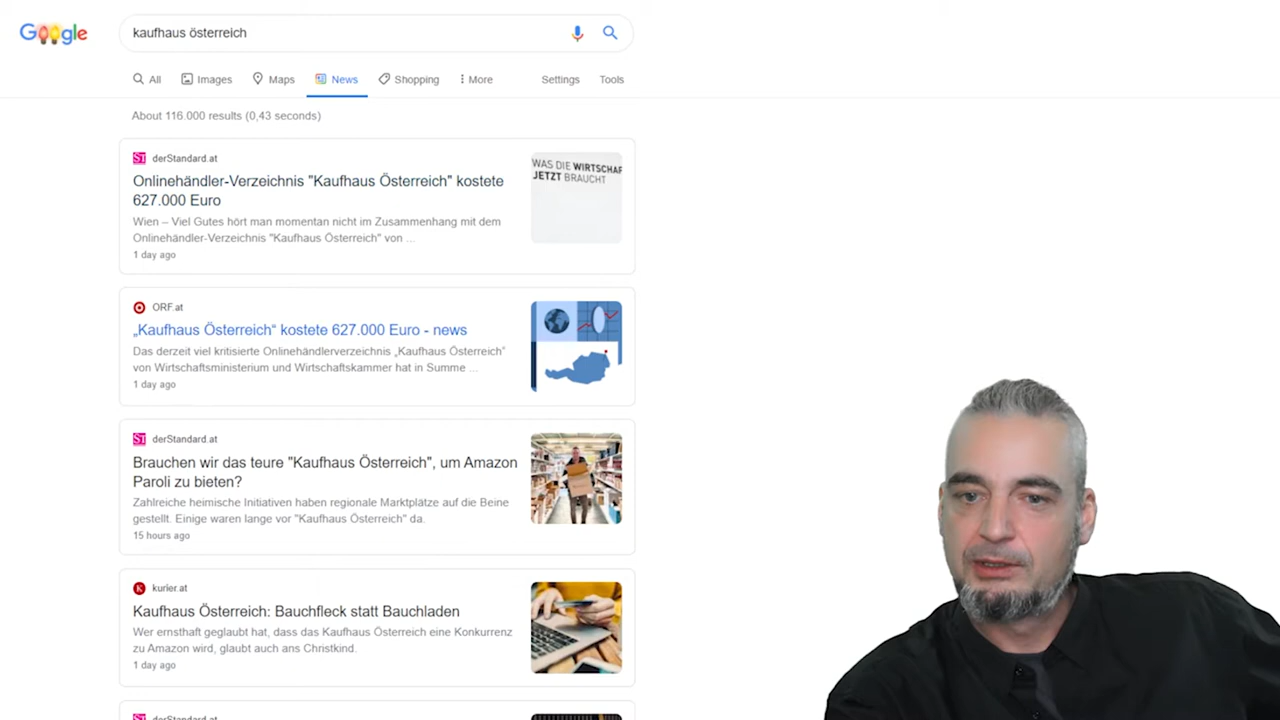 Google
kaufhaus österreich
All Images Maps News Shopping More Settings Tools
About 116.000 results (0,43 seconds)
ST derStandard.at
Onlinehändler-Verzeichnis "Kaufhaus Österreich" kostete
627.000 Euro
Wien – Viel Gutes hört man momentan nicht im Zusammenhang mit dem
Onlinehändler-Verzeichnis "Kaufhaus Österreich" von ...
1 day ago
WAS DIE WIRTSCHAF
JETZT BRAUCHT
ORF.at
„Kaufhaus Österreich“ kostete 627.000 Euro - news
Das derzeit viel kritisierte Onlinehändlerverzeichnis „Kaufhaus Österreich“
von Wirtschaftsministerium und Wirtschaftskammer hat in Summe ...
1 day ago
ST derStandard.at
Brauchen wir das teure "Kaufhaus Österreich", um Amazon
Paroli zu bieten?
Zahlreiche heimische Initiativen haben regionale Marktplätze auf die Beine
gestellt. Einige waren lange vor "Kaufhaus Österreich" da.
15 hours ago
K kurier.at
Kaufhaus Österreich: Bauchfleck statt Bauchladen
Wer ernsthaft geglaubt hat, dass das Kaufhaus Österreich eine Konkurrenz
zu Amazon wird, glaubt auch ans Christkind.
1 day ago
ST derStandard.at